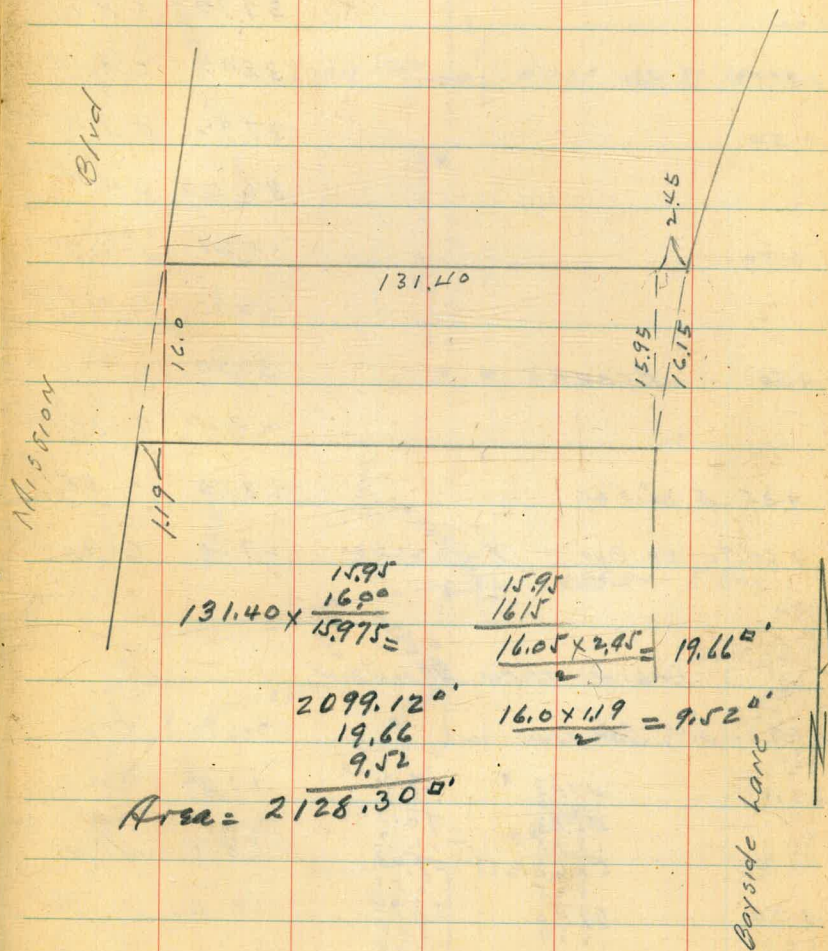 Blvd
2.45
131.40
16.0
15.95
16.15
MISSION
1.19
131.40 × 15.95
16.00
15.975 =
15.95
1615
16.05 × 2.45 = 19.66 □'
2
2099.12 □'
19.66
9.52
Area = 2128.30 □'
16.0 × 1.19 = 9.52 □'
2
Bayside Lane